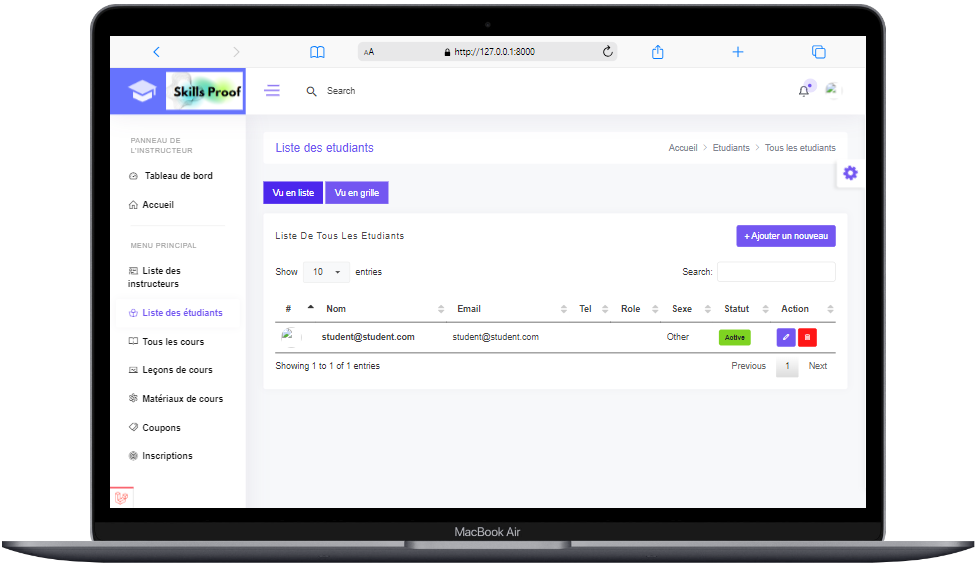 AA http://127.0.0.1:8000
Skills Proof
Search
PANNEAU DE
L'INSTRUCTEUR
Tableau de bord
Accueil
MENU PRINCIPAL
Liste des
instructeurs
Liste des étudiants
Tous les cours
Leçons de cours
Matériaux de cours
Coupons
Inscriptions
Liste des etudiants
Accueil > Etudiants > Tous les etudiants
Vu en liste Vu en grille
Liste De Tous Les Etudiants
+ Ajouter un nouveau
Show 10 entries
Search:
# Nom Email Tel Role Sexe Statut Action
student@student.com student@student.com Other Active
Showing 1 to 1 of 1 entries
Previous 1 Next
MacBook Air